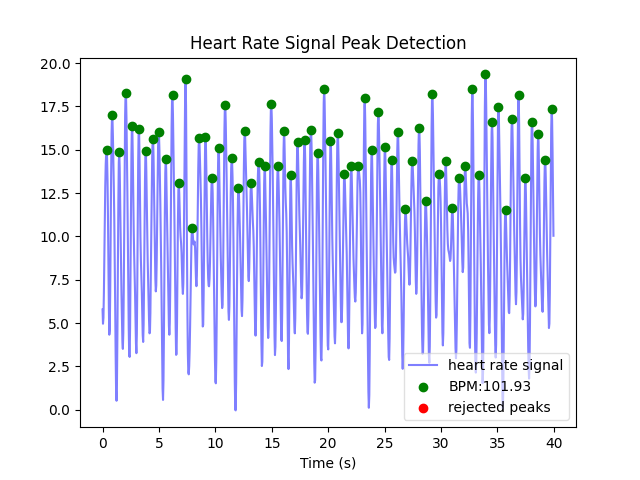 Heart Rate Signal Peak Detection
20.0
17.5
15.0
12.5
10.0
7.5
5.0
2.5
0.0
heart rate signal
BPM:101.93
rejected peaks
0 5 10 15 20 25 30 35 40
Time (s)